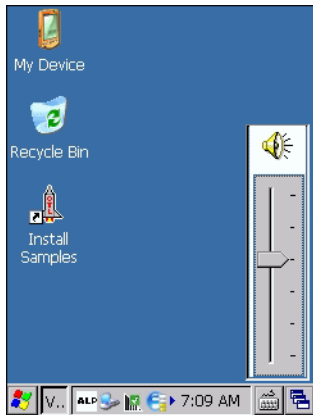 My Device
Recycle Bin
Install
Samples
V..
ALP
7:09 AM